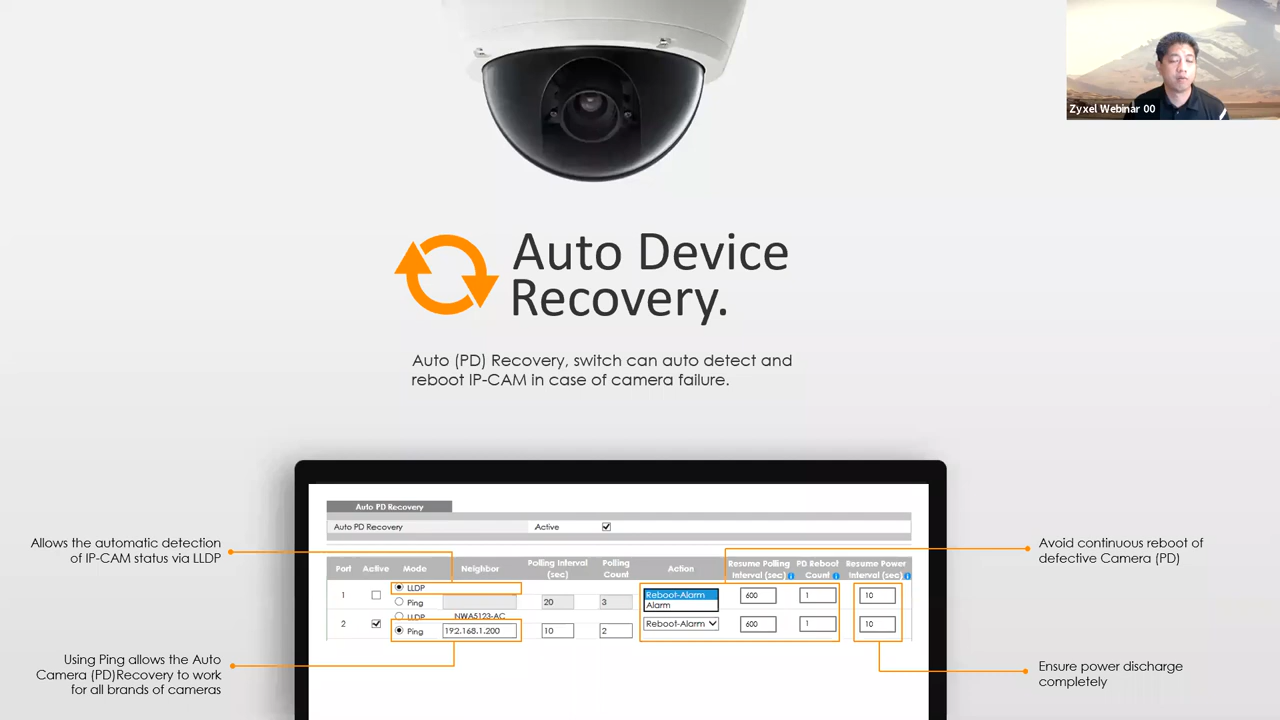 Zyxel Webinar 00
Auto Device
Recovery.
Auto (PD) Recovery, switch can auto detect and
reboot IP-CAM in case of camera failure.
Auto PD Recovery
Auto PD Recovery Active
Allows the automatic detection
of IP-CAM status via LLDP
Avoid continuous reboot of
defective Camera (PD)
Port Active Mode Neighbor Polling Interval (sec) Polling Count Action Resume Polling Interval (sec) PD Reboot Count Resume Power Interval (sec)
1 LLDP
Ping 20 3 Reboot-Alarm 600 1 10
Alarm
2 LLDP NWA5123-AC
Ping 192.168.1.200 10 2 Reboot-Alarm 600 1 10
Using Ping allows the Auto
Camera (PD)Recovery to work
for all brands of cameras
Ensure power discharge
completely